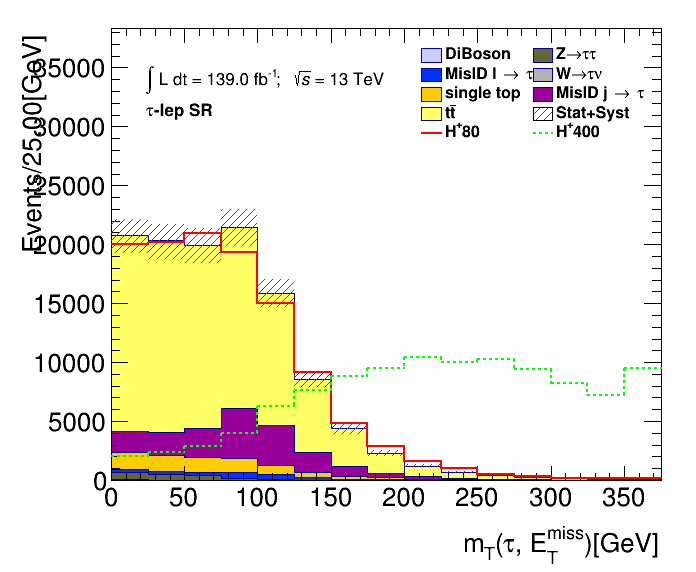 Events/25.00[GeV]
∫ L dt = 139.0 fb⁻¹; √s = 13 TeV
τ-lep SR
DiBoson Z→ττ
MisID l → τ W→τν
single top MisID j → τ
tt̄ Stat+Syst
H⁺80 H⁺400
35000
30000
25000
20000
15000
10000
5000
0
0 50 100 150 200 250 300 350
m_T(τ, E_T^miss)[GeV]